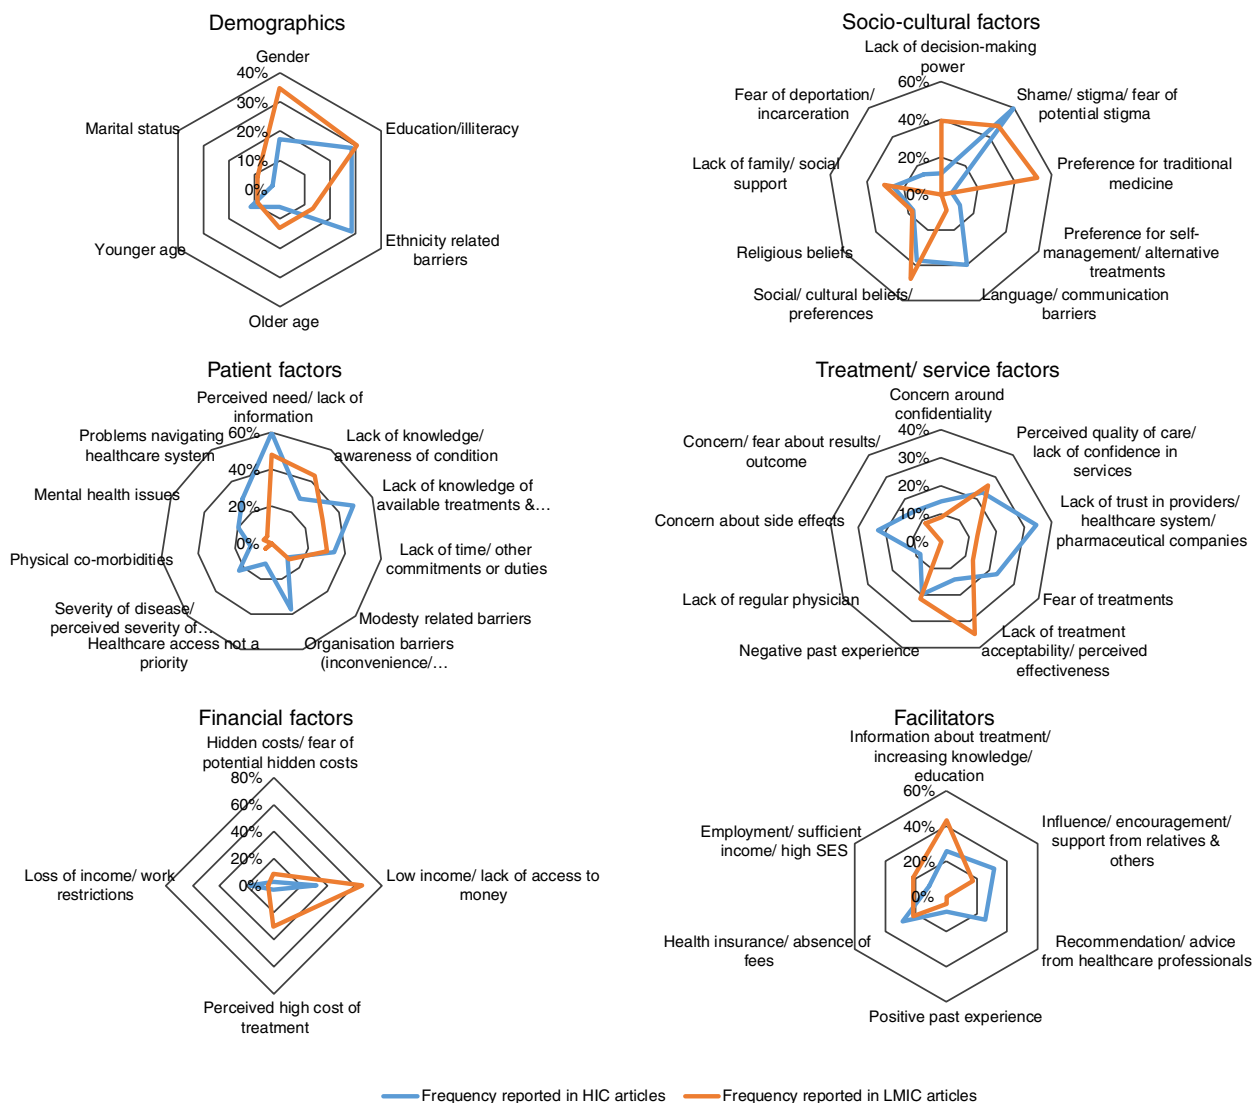 Demographics
Gender
40%
30%
20%
10%
0%
Education/illiteracy
Ethnicity related
barriers
Older age
Younger age
Marital status
Socio-cultural factors
Lack of decision-making
power
60%
40%
20%
0%
Shame/ stigma/ fear of
potential stigma
Preference for traditional
medicine
Preference for self-
management/ alternative
treatments
Language/ communication
barriers
Social/ cultural beliefs/
preferences
Religious beliefs
Lack of family/ social
support
Fear of deportation/
incarceration
Patient factors
Perceived need/ lack of
information
60%
40%
20%
0%
Lack of knowledge/
awareness of condition
Lack of knowledge of
available treatments &…
Lack of time/ other
commitments or duties
Modesty related barriers
Organisation barriers
(inconvenience/…
Healthcare access not a
priority
Severity of disease/
perceived severity of…
Physical co-morbidities
Mental health issues
Problems navigating
healthcare system
Treatment/ service factors
Concern around
confidentiality
40%
30%
20%
10%
0%
Perceived quality of care/
lack of confidence in
services
Lack of trust in providers/
healthcare system/
pharmaceutical companies
Fear of treatments
Lack of treatment
acceptability/ perceived
effectiveness
Negative past experience
Lack of regular physician
Concern about side effects
Concern/ fear about results/
outcome
Financial factors
Hidden costs/ fear of
potential hidden costs
80%
60%
40%
20%
0%
Low income/ lack of access to
money
Perceived high cost of
treatment
Loss of income/ work
restrictions
Facilitators
Information about treatment/
increasing knowledge/
education
60%
40%
20%
0%
Influence/ encouragement/
support from relatives &
others
Recommendation/ advice
from healthcare professionals
Positive past experience
Health insurance/ absence of
fees
Employment/ sufficient
income/ high SES
Frequency reported in HIC articles
Frequency reported in LMIC articles